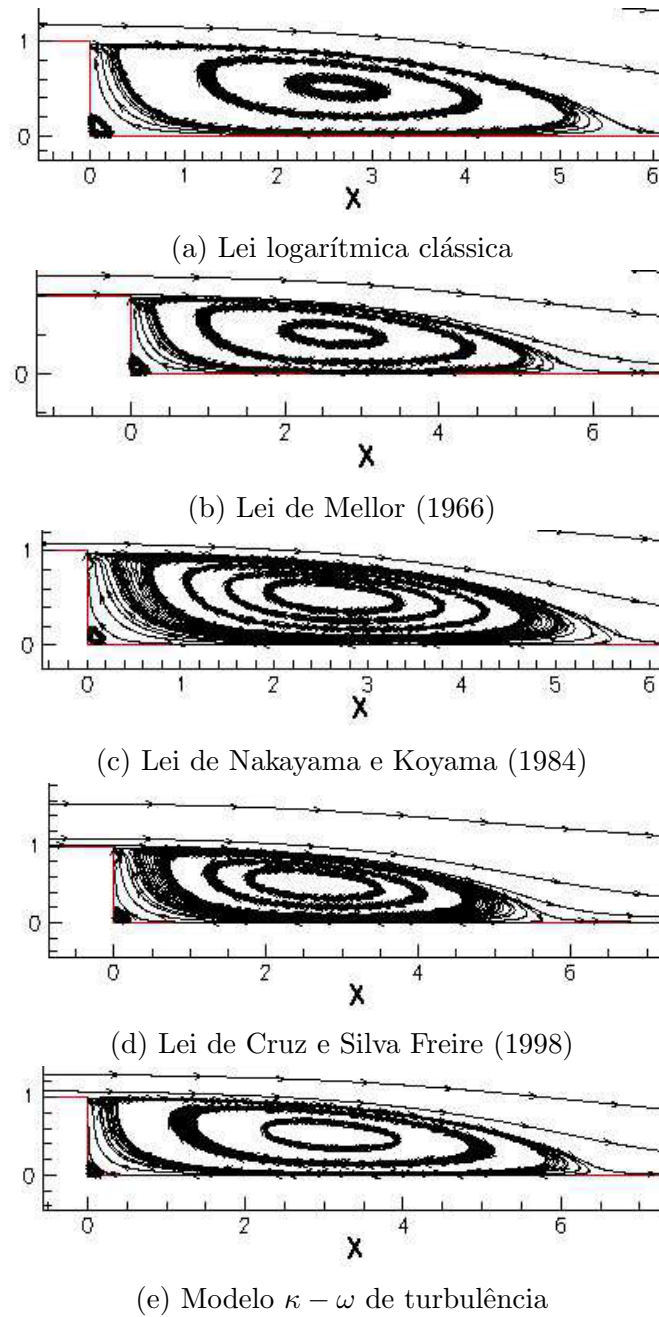 1
0
0 1 2 3 4 5 6
X
(a) Lei logarítmica clássica
0
0 2 4 6
X
(b) Lei de Mellor (1966)
1
0
0 1 2 3 4 5 6
X
(c) Lei de Nakayama e Koyama (1984)
1
0
0 2 4 6
X
(d) Lei de Cruz e Silva Freire (1998)
1
0
0 2 4 6
X
(e) Modelo κ − ω de turbulência